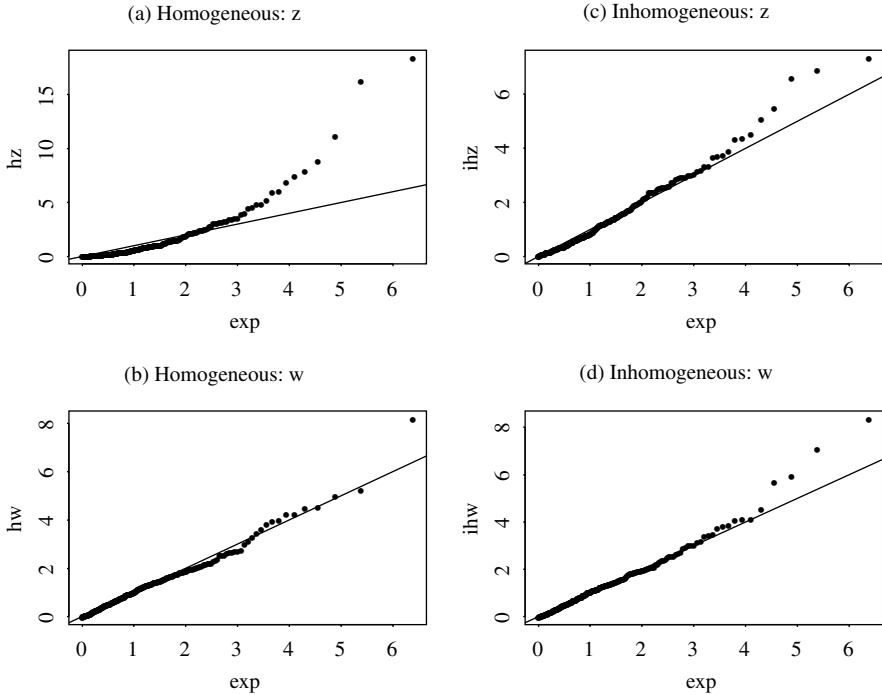 (a) Homogeneous: z
hz
0 5 10 15
0 1 2 3 4 5 6
exp
(c) Inhomogeneous: z
ihz
0 2 4 6
0 1 2 3 4 5 6
exp
(b) Homogeneous: w
hw
0 2 4 6 8
0 1 2 3 4 5 6
exp
(d) Inhomogeneous: w
ihw
0 2 4 6 8
0 1 2 3 4 5 6
exp